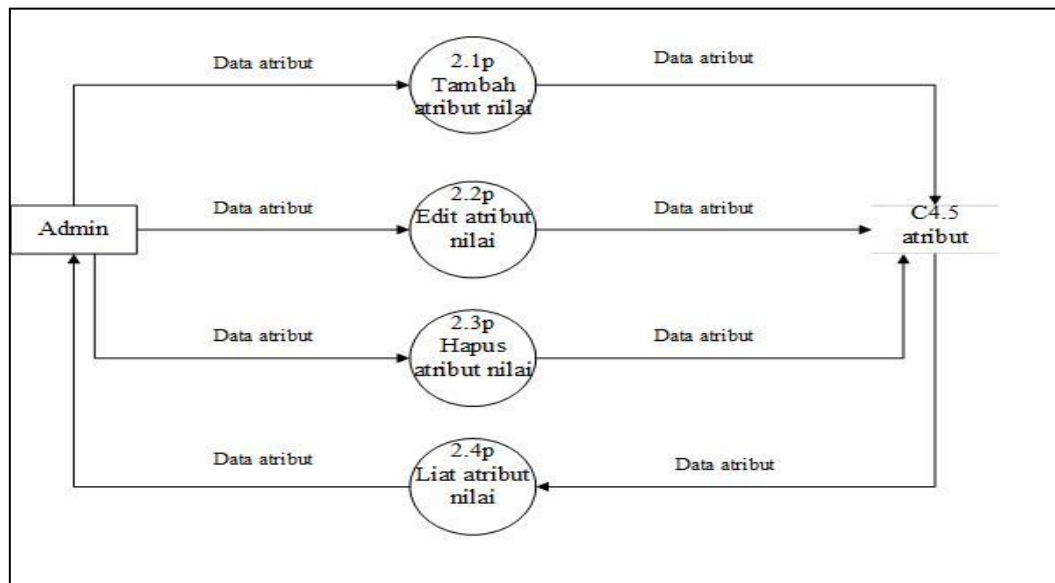 Data atribut
2.1p
Tambah
atribut nilai
Data atribut
Admin
Data atribut
2.2p
Edit atribut
nilai
Data atribut
C4.5
atribut
Data atribut
2.3p
Hapus
atribut nilai
Data atribut
Data atribut
2.4p
Liat atribut
nilai
Data atribut